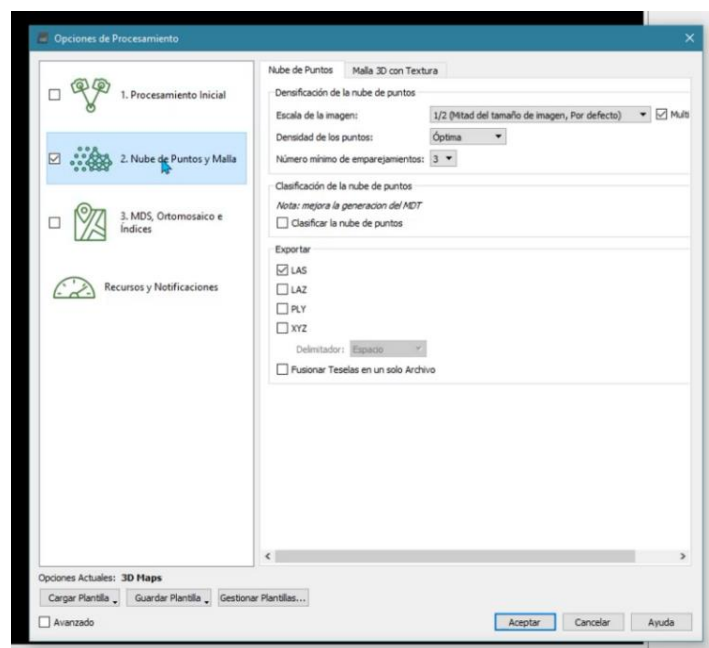 Opciones de Procesamiento
1. Procesamiento Inicial
2. Nube de Puntos y Malla
3. MDS, Ortomosaico e
Índices
Recursos y Notificaciones
Nube de Puntos Malla 3D con Textura
Densificación de la nube de puntos
Escala de la imagen: 1/2 (Mitad del tamaño de imagen, Por defecto) Multi
Densidad de los puntos: Óptima
Número mínimo de emparejamientos: 3
Clasificación de la nube de puntos
Nota: mejora la generacion del MDT
Clasificar la nube de puntos
Exportar
LAS
LAZ
PLY
XYZ
Delimitador: Espacio
Fusionar Teselas en un solo Archivo
Opciones Actuales: 3D Maps
Cargar Plantilla Guardar Plantilla Gestionar Plantillas...
Avanzado Aceptar Cancelar Ayuda